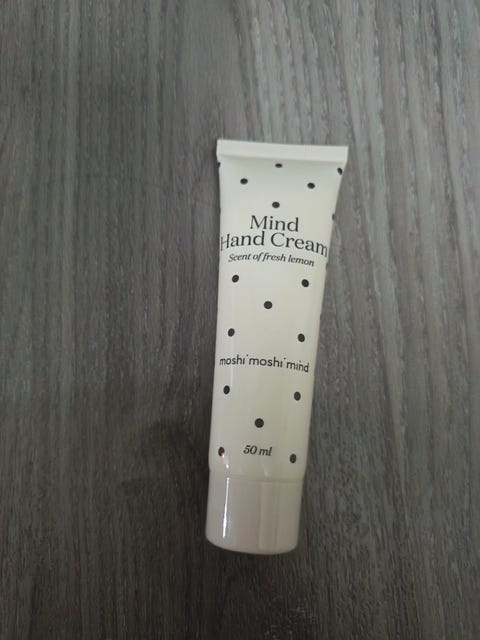 Mind
Hand Cream
Scent of fresh lemon
moshi moshi mind
50 ml